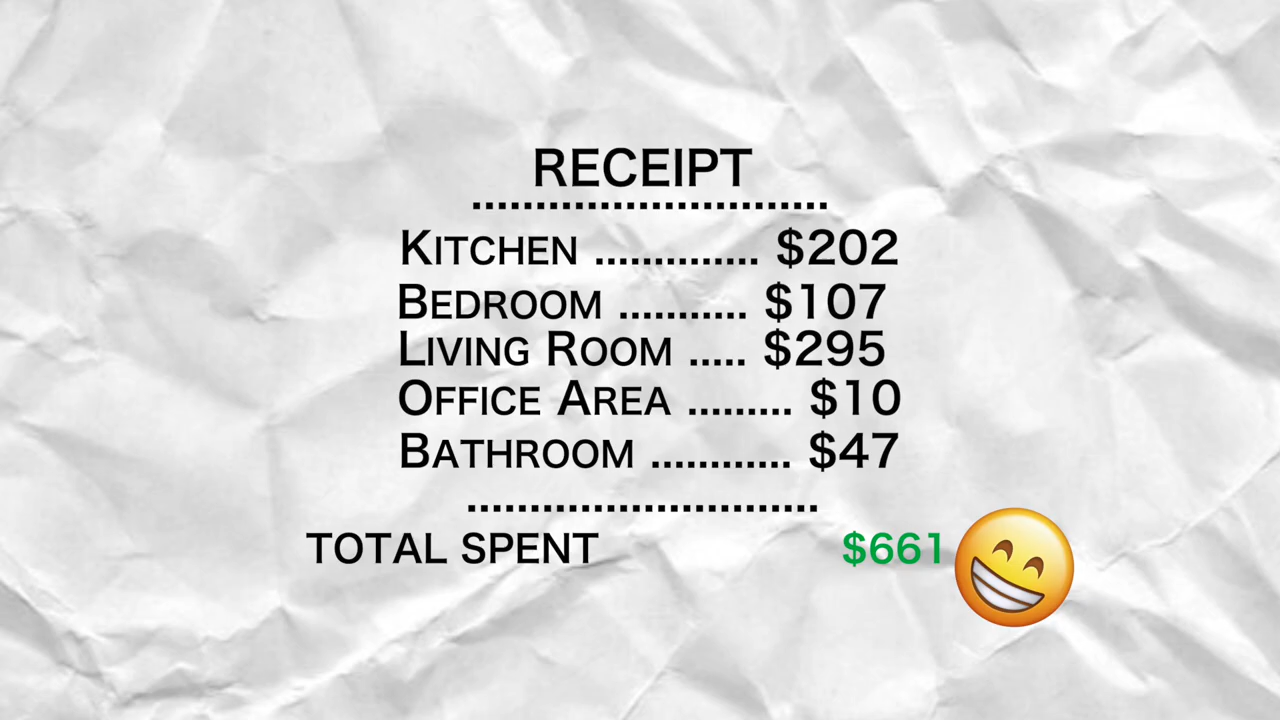 RECEIPT
............................
Kitchen .............. $202
Bedroom ........... $107
Living Room ..... $295
Office Area ......... $10
Bathroom ............ $47
............................
TOTAL SPENT $661